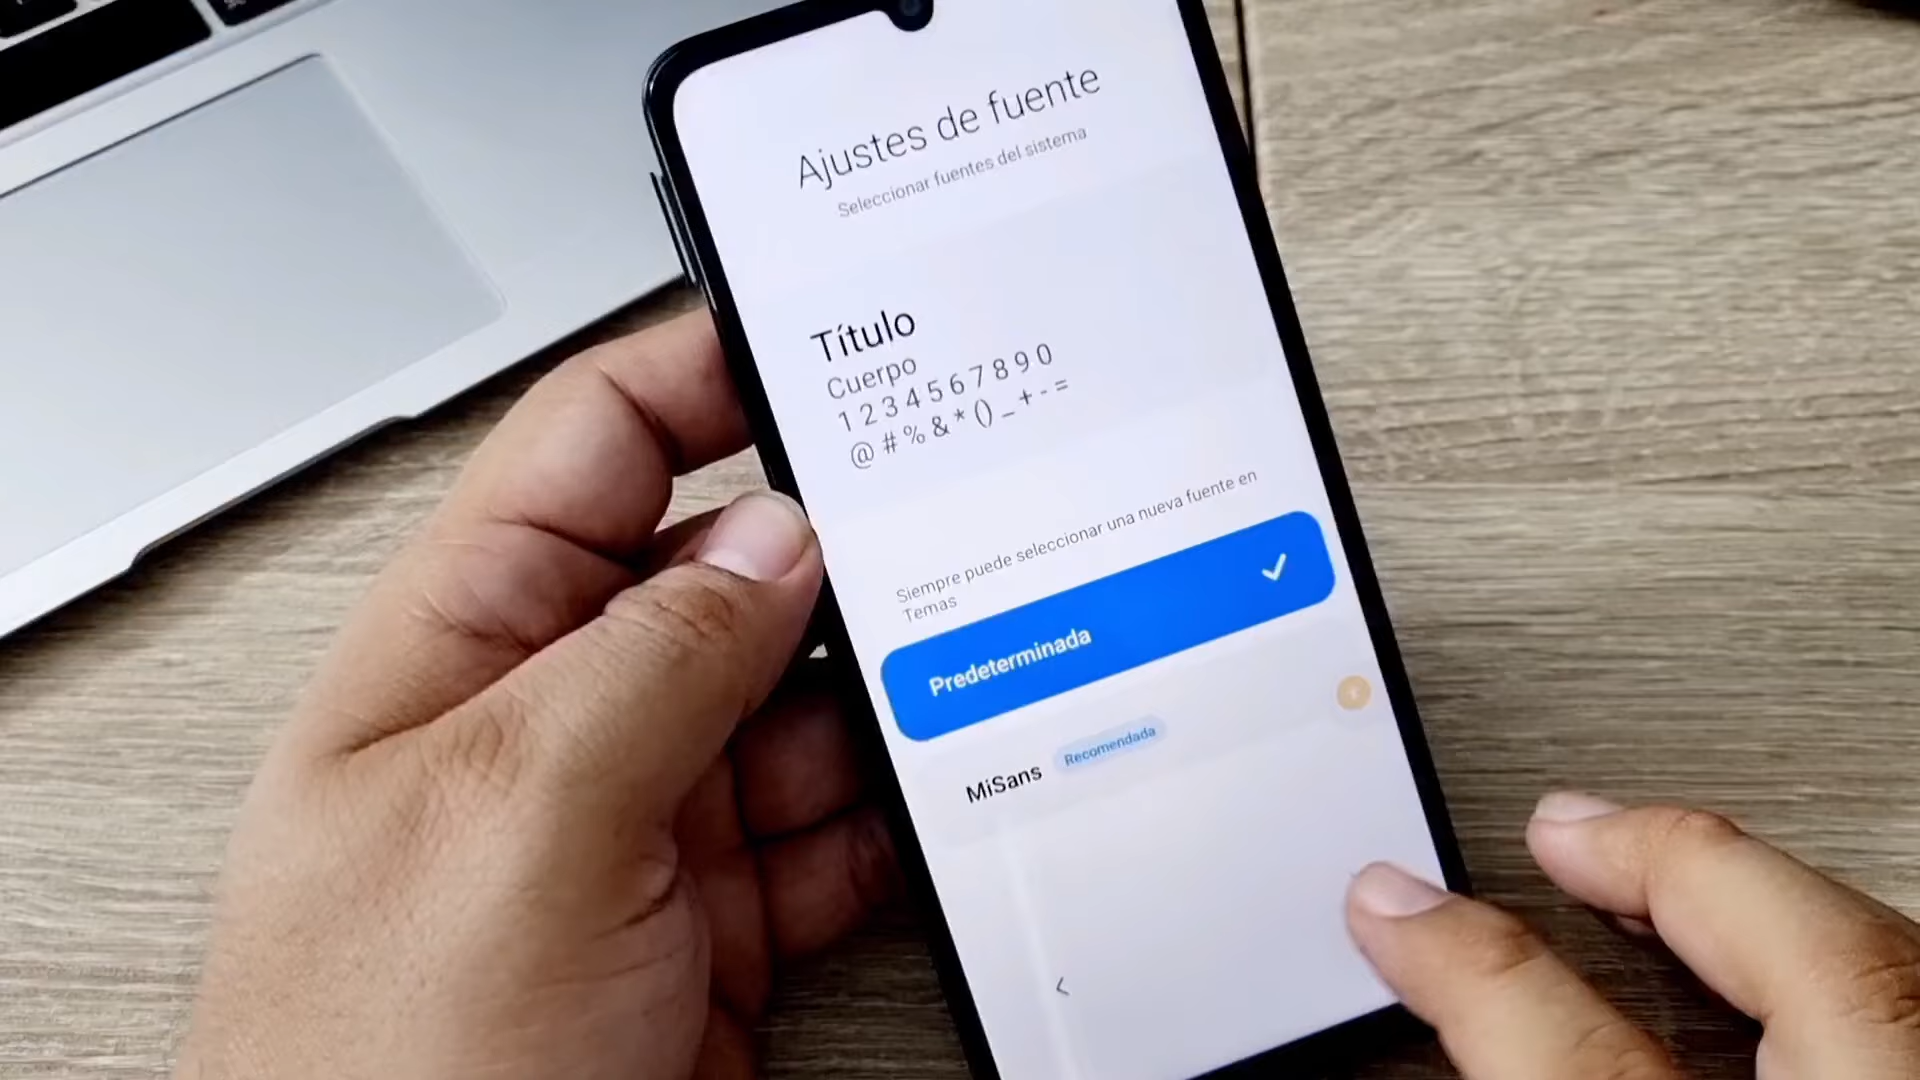 Ajustes de fuente
Seleccionar fuentes del sistema
Título
Cuerpo
1 2 3 4 5 6 7 8 9 0
@ # % & * () _ + - =
Siempre puede seleccionar una nueva fuente en
Temas
Predeterminada
MiSans Recomendada